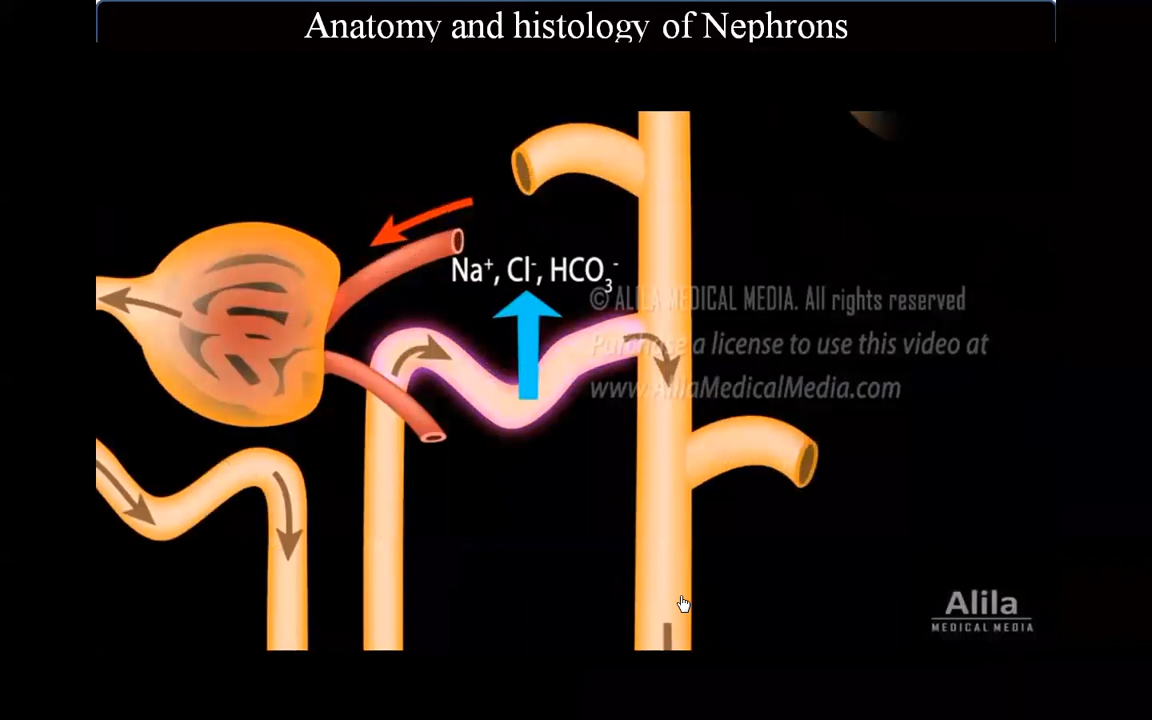 Anatomy and histology of Nephrons
Na⁺, Cl⁻, HCO₃⁻
© ALILA MEDICAL MEDIA. All rights reserved
Purchase a license to use this video at
www.AlilaMedicalMedia.com
Alila
MEDICAL MEDIA